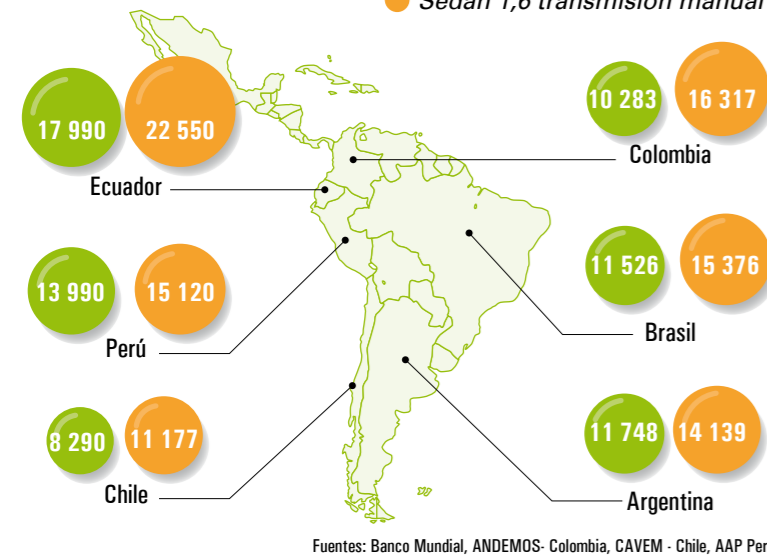 Sedán 1,6 transmisión manual
17 990 22 550
Ecuador
10 283 16 317
Colombia
13 990 15 120
Perú
11 526 15 376
Brasil
8 290 11 177
Chile
11 748 14 139
Argentina
Fuentes: Banco Mundial, ANDEMOS- Colombia, CAVEM - Chile, AAP Per